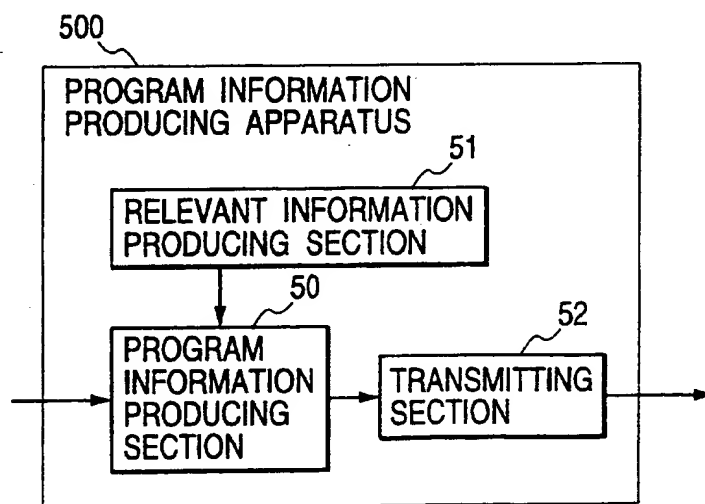 500
PROGRAM INFORMATION
PRODUCING APPARATUS
51
RELEVANT INFORMATION
PRODUCING SECTION
50
PROGRAM
INFORMATION
PRODUCING
SECTION
52
TRANSMITTING
SECTION